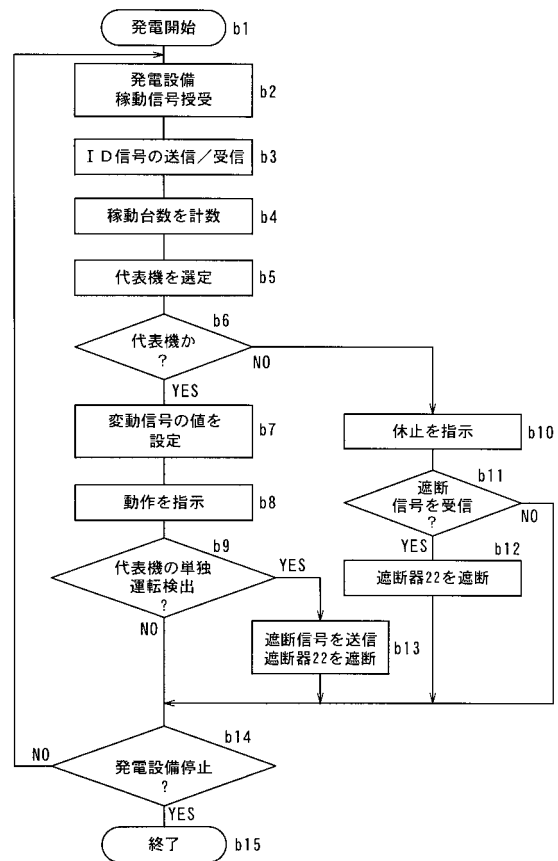 発電開始 b1
発電設備
稼動信号授受 b2
ＩＤ信号の送信／受信 b3
稼動台数を計数 b4
代表機を選定 b5
b6
代表機か
？
NO
YES
変動信号の値を
設定 b7
休止を指示 b10
動作を指示 b8
b11
遮断
信号を受信
？
NO
YES
b12
遮断器22を遮断
b9
代表機の単独
運転検出
？
YES
NO
遮断信号を送信
遮断器22を遮断 b13
b14
NO
発電設備停止
？
YES
終了 b15